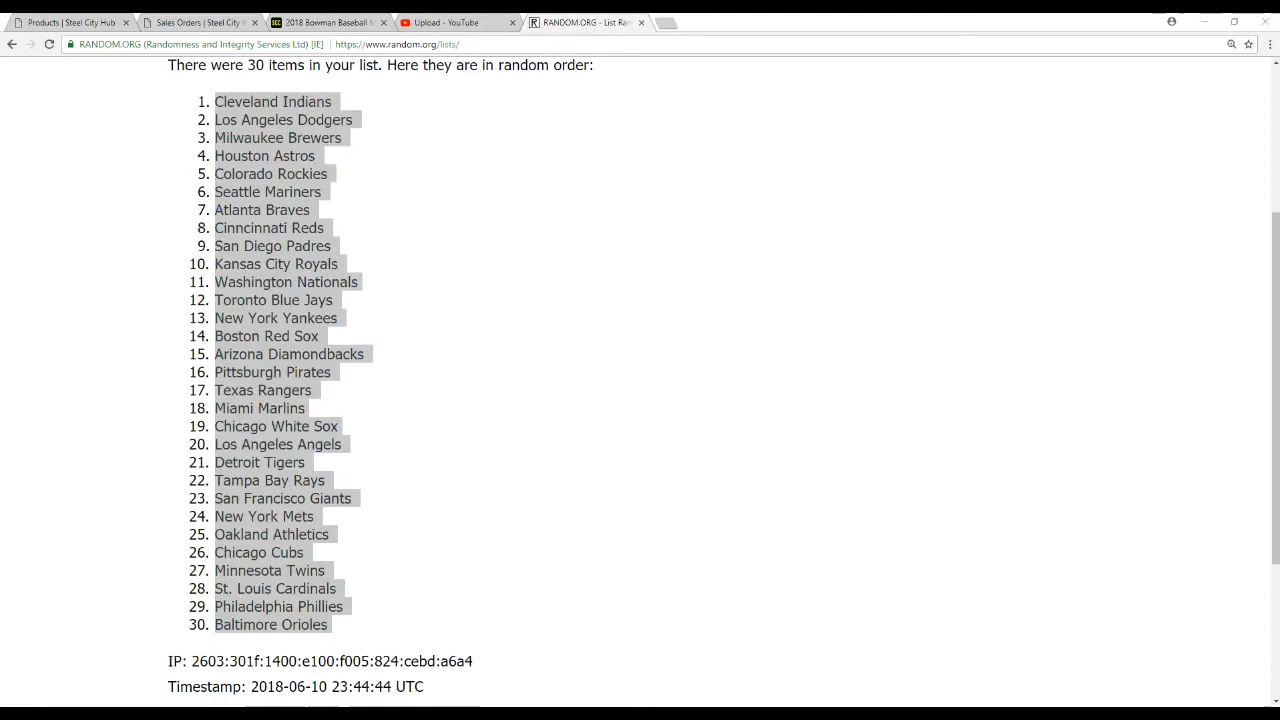 Products | Steel City Hub
Sales Orders | Steel City H
2018 Bowman Baseball
Upload - YouTube
RANDOM.ORG - List Ran
RANDOM.ORG (Randomness and Integrity Services Ltd) [IE] | https://www.random.org/lists/
There were 30 items in your list. Here they are in random order:
1. Cleveland Indians
2. Los Angeles Dodgers
3. Milwaukee Brewers
4. Houston Astros
5. Colorado Rockies
6. Seattle Mariners
7. Atlanta Braves
8. Cinncinnati Reds
9. San Diego Padres
10. Kansas City Royals
11. Washington Nationals
12. Toronto Blue Jays
13. New York Yankees
14. Boston Red Sox
15. Arizona Diamondbacks
16. Pittsburgh Pirates
17. Texas Rangers
18. Miami Marlins
19. Chicago White Sox
20. Los Angeles Angels
21. Detroit Tigers
22. Tampa Bay Rays
23. San Francisco Giants
24. New York Mets
25. Oakland Athletics
26. Chicago Cubs
27. Minnesota Twins
28. St. Louis Cardinals
29. Philadelphia Phillies
30. Baltimore Orioles
IP: 2603:301f:1400:e100:f005:824:cebd:a6a4
Timestamp: 2018-06-10 23:44:44 UTC